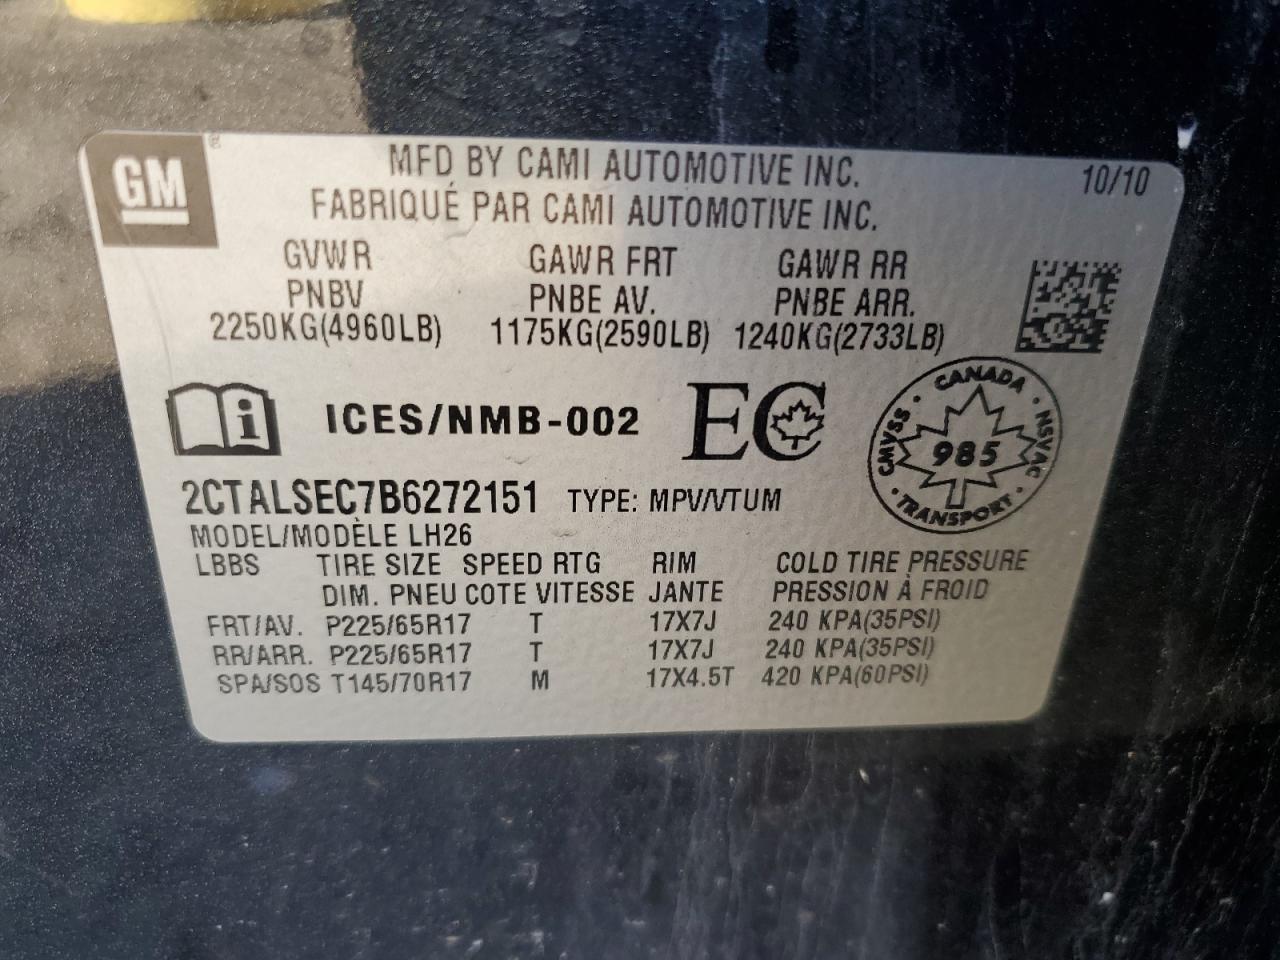 GM
®
MFD BY CAMI AUTOMOTIVE INC.
10/10
FABRIQUÉ PAR CAMI AUTOMOTIVE INC.
GVWR GAWR FRT GAWR RR
PNBV PNBE AV. PNBE ARR.
2250KG(4960LB) 1175KG(2590LB) 1240KG(2733LB)
i ICES/NMB-002 EC
CANADA
CMVSS 985 NSVAC
TRANSPORT
2CTALSEC7B6272151 TYPE: MPV/VTUM
MODEL/MODÈLE LH26
LBBS TIRE SIZE SPEED RTG RIM COLD TIRE PRESSURE
DIM. PNEU COTE VITESSE JANTE PRESSION À FROID
FRT/AV. P225/65R17 T 17X7J 240 KPA(35PSI)
RR/ARR. P225/65R17 T 17X7J 240 KPA(35PSI)
SPA/SOS T145/70R17 M 17X4.5T 420 KPA(60PSI)